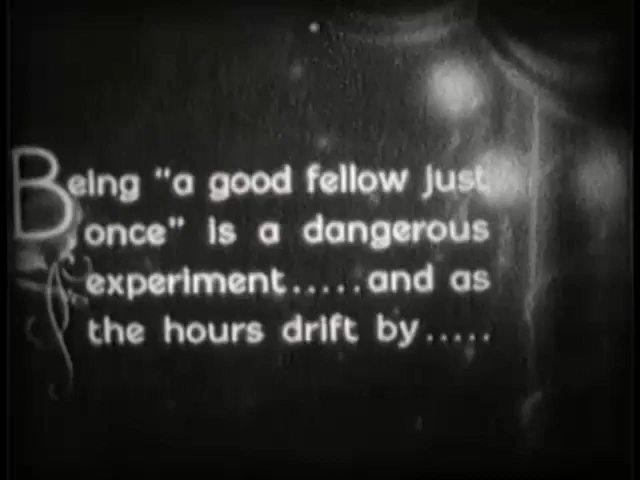 Being "a good fellow just
once" is a dangerous
experiment.....and as
the hours drift by.....